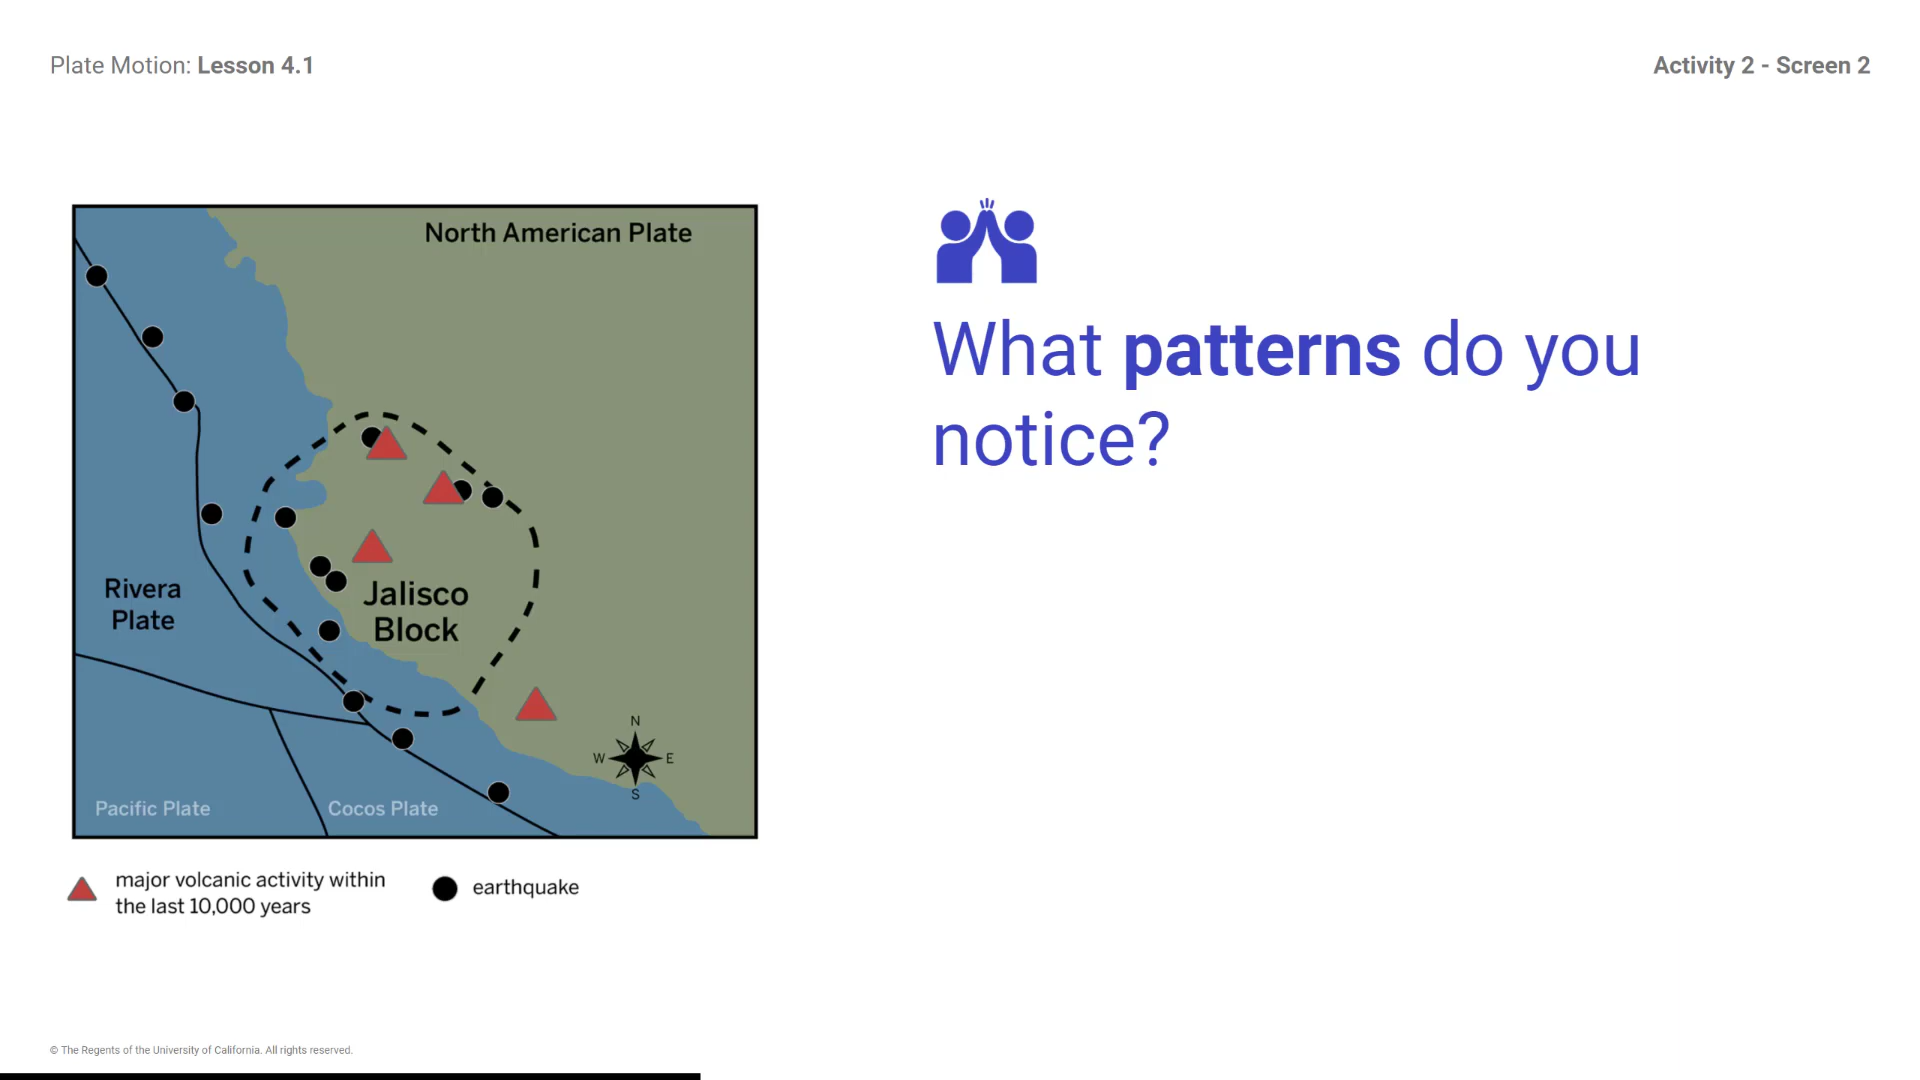 Plate Motion: Lesson 4.1
Activity 2 - Screen 2
North American Plate
Rivera
Plate
Jalisco
Block
N
W
E
S
Pacific Plate
Cocos Plate
major volcanic activity within
the last 10,000 years
earthquake
What patterns do you
notice?
© The Regents of the University of California. All rights reserved.